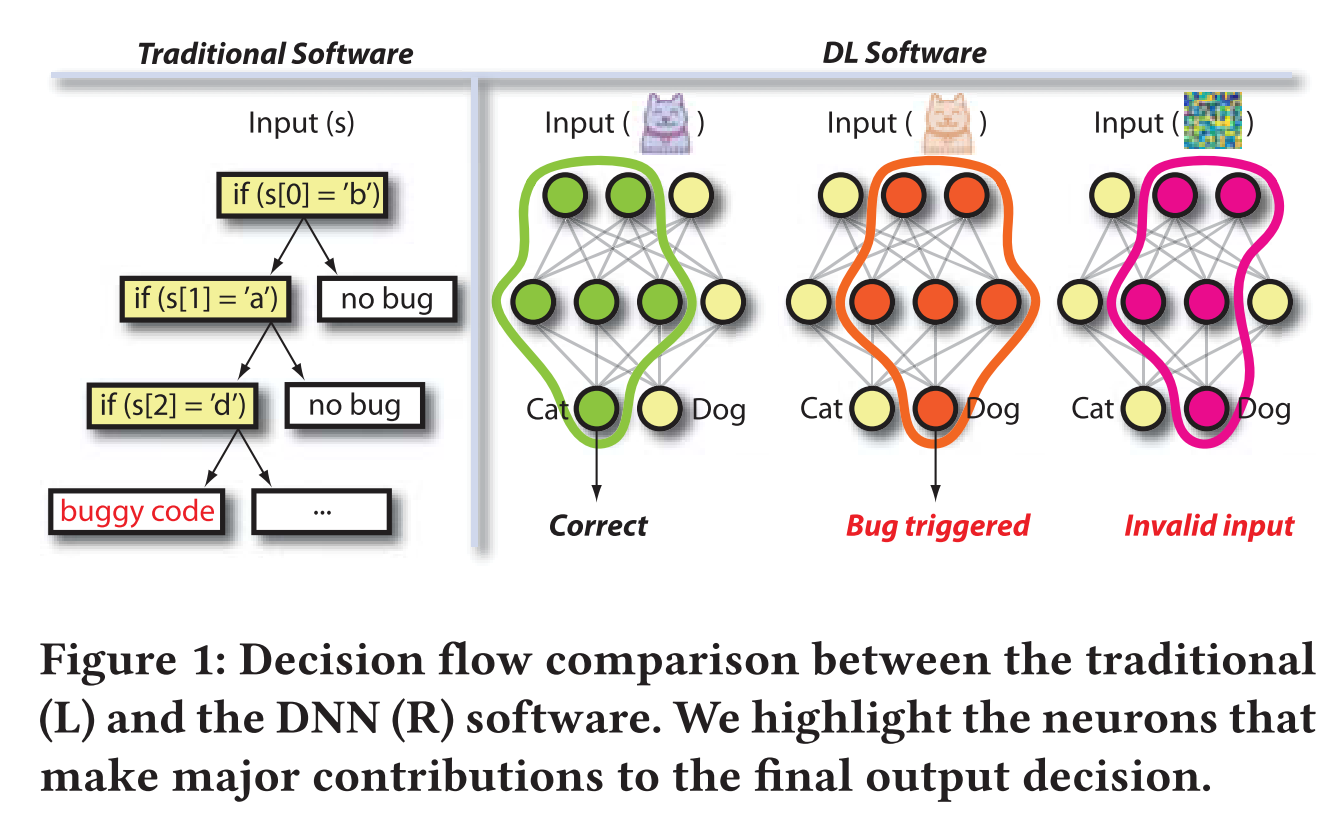 Traditional Software
DL Software
Input (s)
if (s[0] = ’b’)
if (s[1] = ’a’)
no bug
if (s[2] = ’d’)
no bug
buggy code
...
Input ( )
Cat
Dog
Correct
Input ( )
Cat
Dog
Bug triggered
Input ( )
Cat
Dog
Invalid input
Figure 1: Decision flow comparison between the traditional
(L) and the DNN (R) software. We highlight the neurons that
make major contributions to the final output decision.